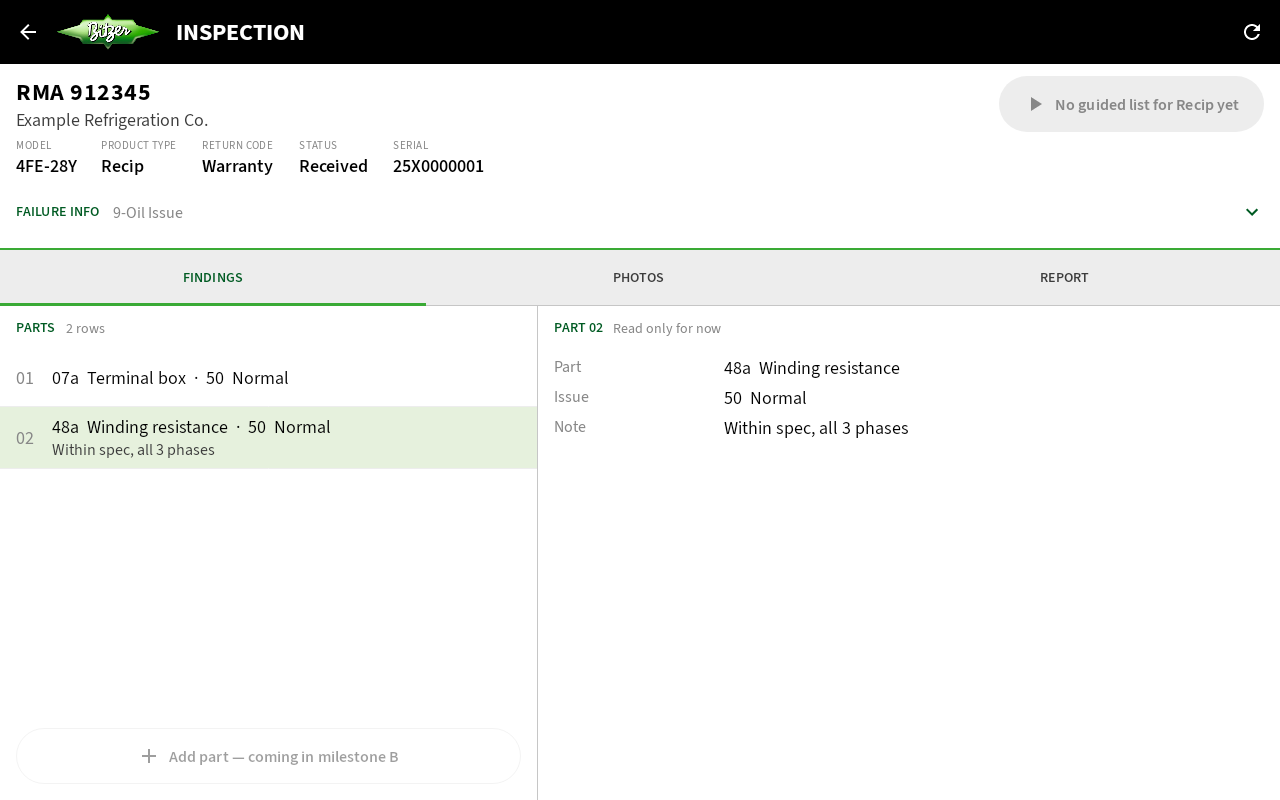 Bitzer INSPECTION
RMA 912345
No guided list for Recip yet
Example Refrigeration Co.
MODEL PRODUCT TYPE RETURN CODE STATUS SERIAL
4FE-28Y Recip Warranty Received 25X0000001
FAILURE INFO 9-Oil Issue
FINDINGS PHOTOS REPORT
PARTS 2 rows
01 07a Terminal box · 50 Normal
02 48a Winding resistance · 50 Normal
Within spec, all 3 phases
Add part — coming in milestone B
PART 02 Read only for now
Part 48a Winding resistance
Issue 50 Normal
Note Within spec, all 3 phases